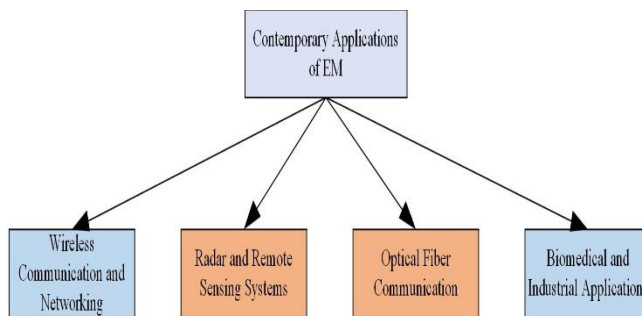 Contemporary Applications
of EM
Wireless
Communication and
Networking
Radar and Remote
Sensing Systems
Optical Fiber
Communication
Biomedical and
Industrial Application